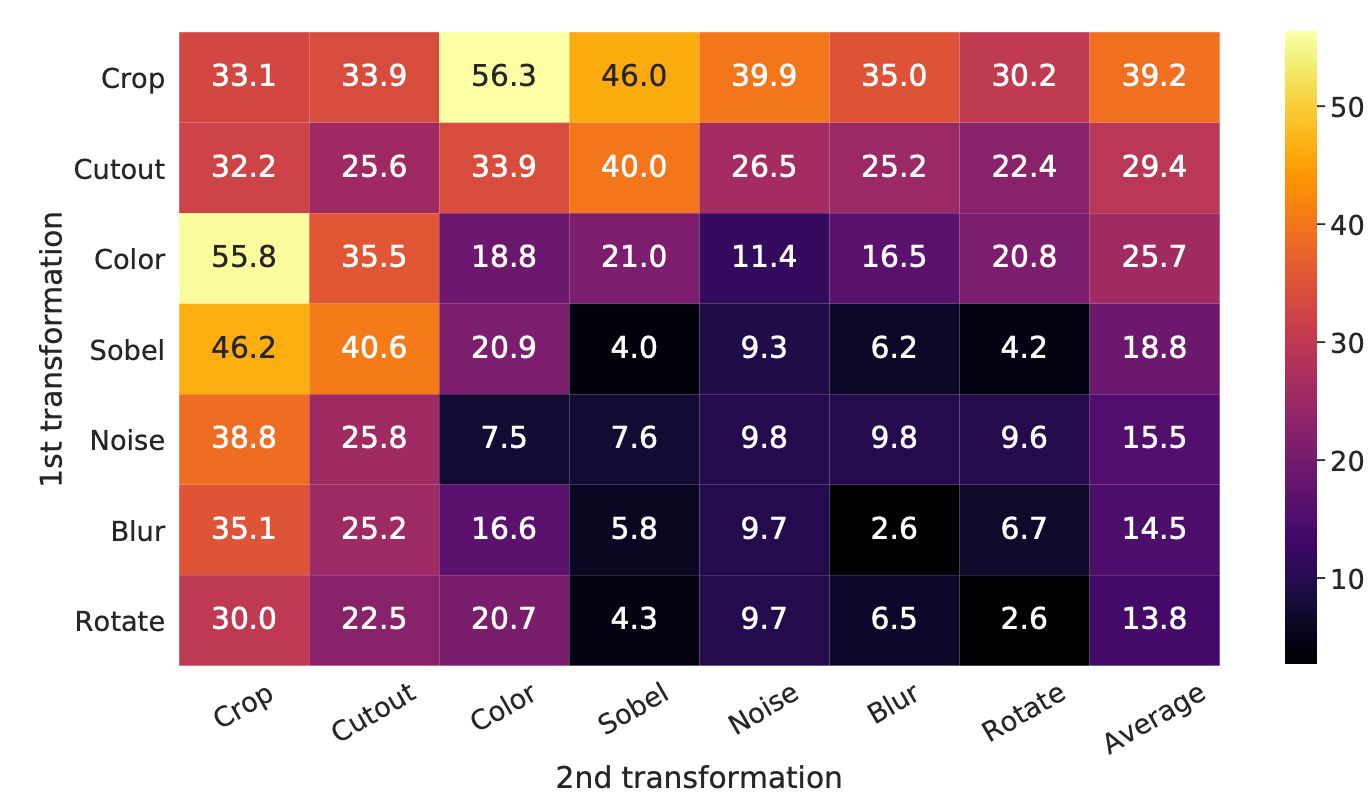 Crop 33.1 33.9 56.3 46.0 39.9 35.0 30.2 39.2
Cutout 32.2 25.6 33.9 40.0 26.5 25.2 22.4 29.4
Color 55.8 35.5 18.8 21.0 11.4 16.5 20.8 25.7
Sobel 46.2 40.6 20.9 4.0 9.3 6.2 4.2 18.8
Noise 38.8 25.8 7.5 7.6 9.8 9.8 9.6 15.5
Blur 35.1 25.2 16.6 5.8 9.7 2.6 6.7 14.5
Rotate 30.0 22.5 20.7 4.3 9.7 6.5 2.6 13.8
Crop Cutout Color Sobel Noise Blur Rotate Average
2nd transformation
1st transformation
50
40
30
20
10